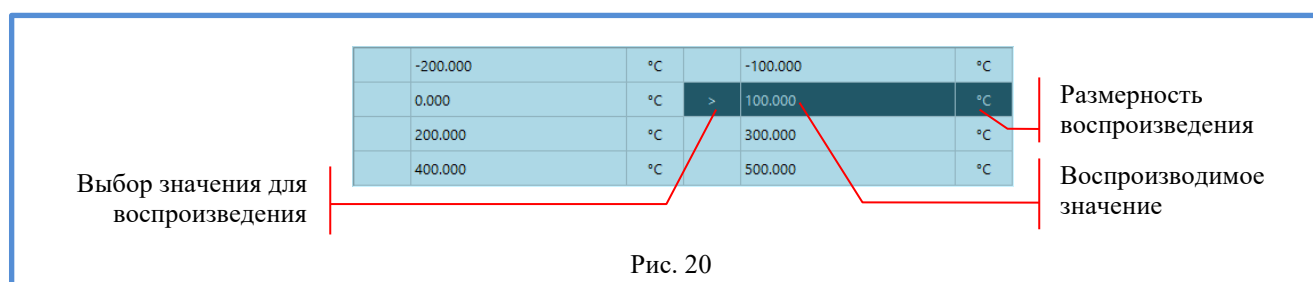 -200.000 °C -100.000 °C
0.000 °C > 100.000 °C
200.000 °C 300.000 °C
400.000 °C 500.000 °C
Размерность
воспроизведения
Выбор значения для
воспроизведения
Воспроизводимое
значение
Рис. 20